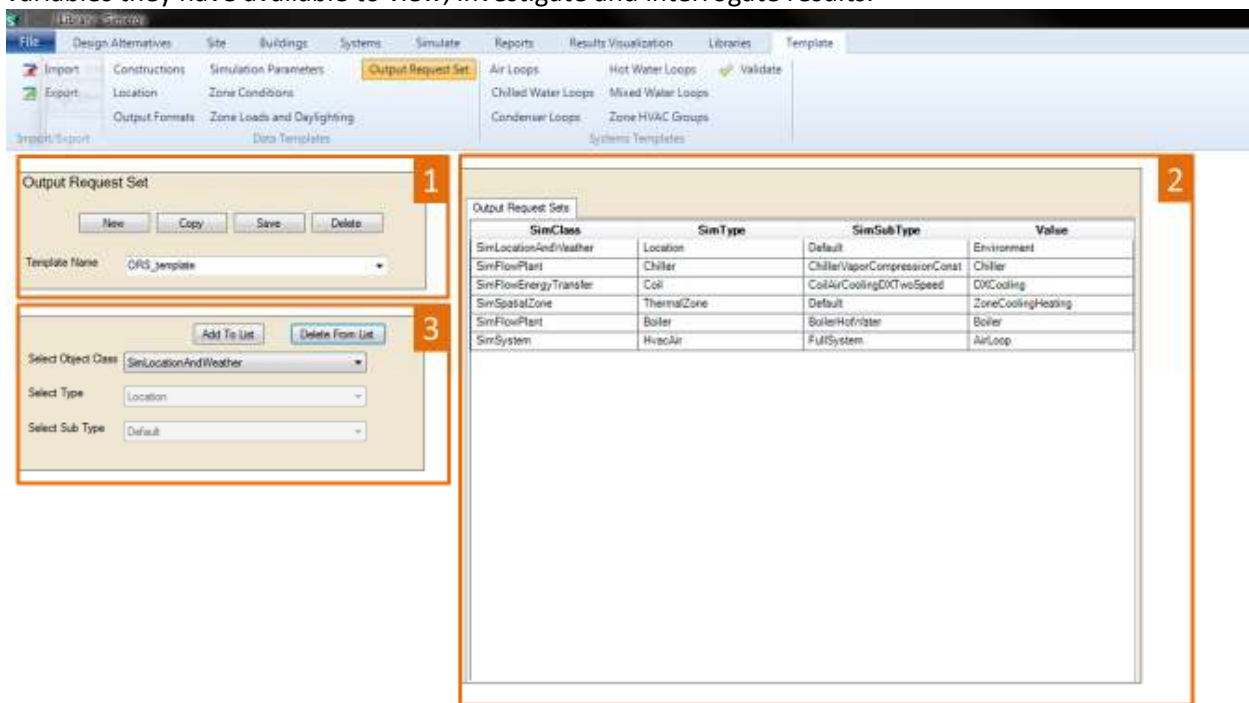 variables they have available to view, investigate and interrogate results.
Library Simergy
File Design Alternatives Site Buildings Systems Simulate Reports Results Visualization Libraries Template
Import Constructions Simulation Parameters Output Request Set Air Loops Hot Water Loops Validate
Export Location Zone Conditions Chilled Water Loops Mixed Water Loops
Output Formats Zone Loads and Daylighting Condenser Loops Zone HVAC Groups
Import/Export Data Templates Systems Templates
1
Output Request Set
New Copy Save Delete
Template Name ORS_template
3
Add To List Delete From List
Select Object Class SimLocationAndWeather
Select Type Location
Select Sub Type Default
2
Output Request Sets
SimClass SimType SimSubType Value
SimLocationAndWeather Location Default Environment
SimFlowPlant Chiller ChillerVaporCompressionConst Chiller
SimFlowEnergyTransfer Coil CoilAirCoolingDXTwoSpeed DXCooling
SimSpatialZone ThermalZone Default ZoneCoolingHeating
SimFlowPlant Boiler BoilerHotWater Boiler
SimSystem HvacAir FullSystem AirLoop